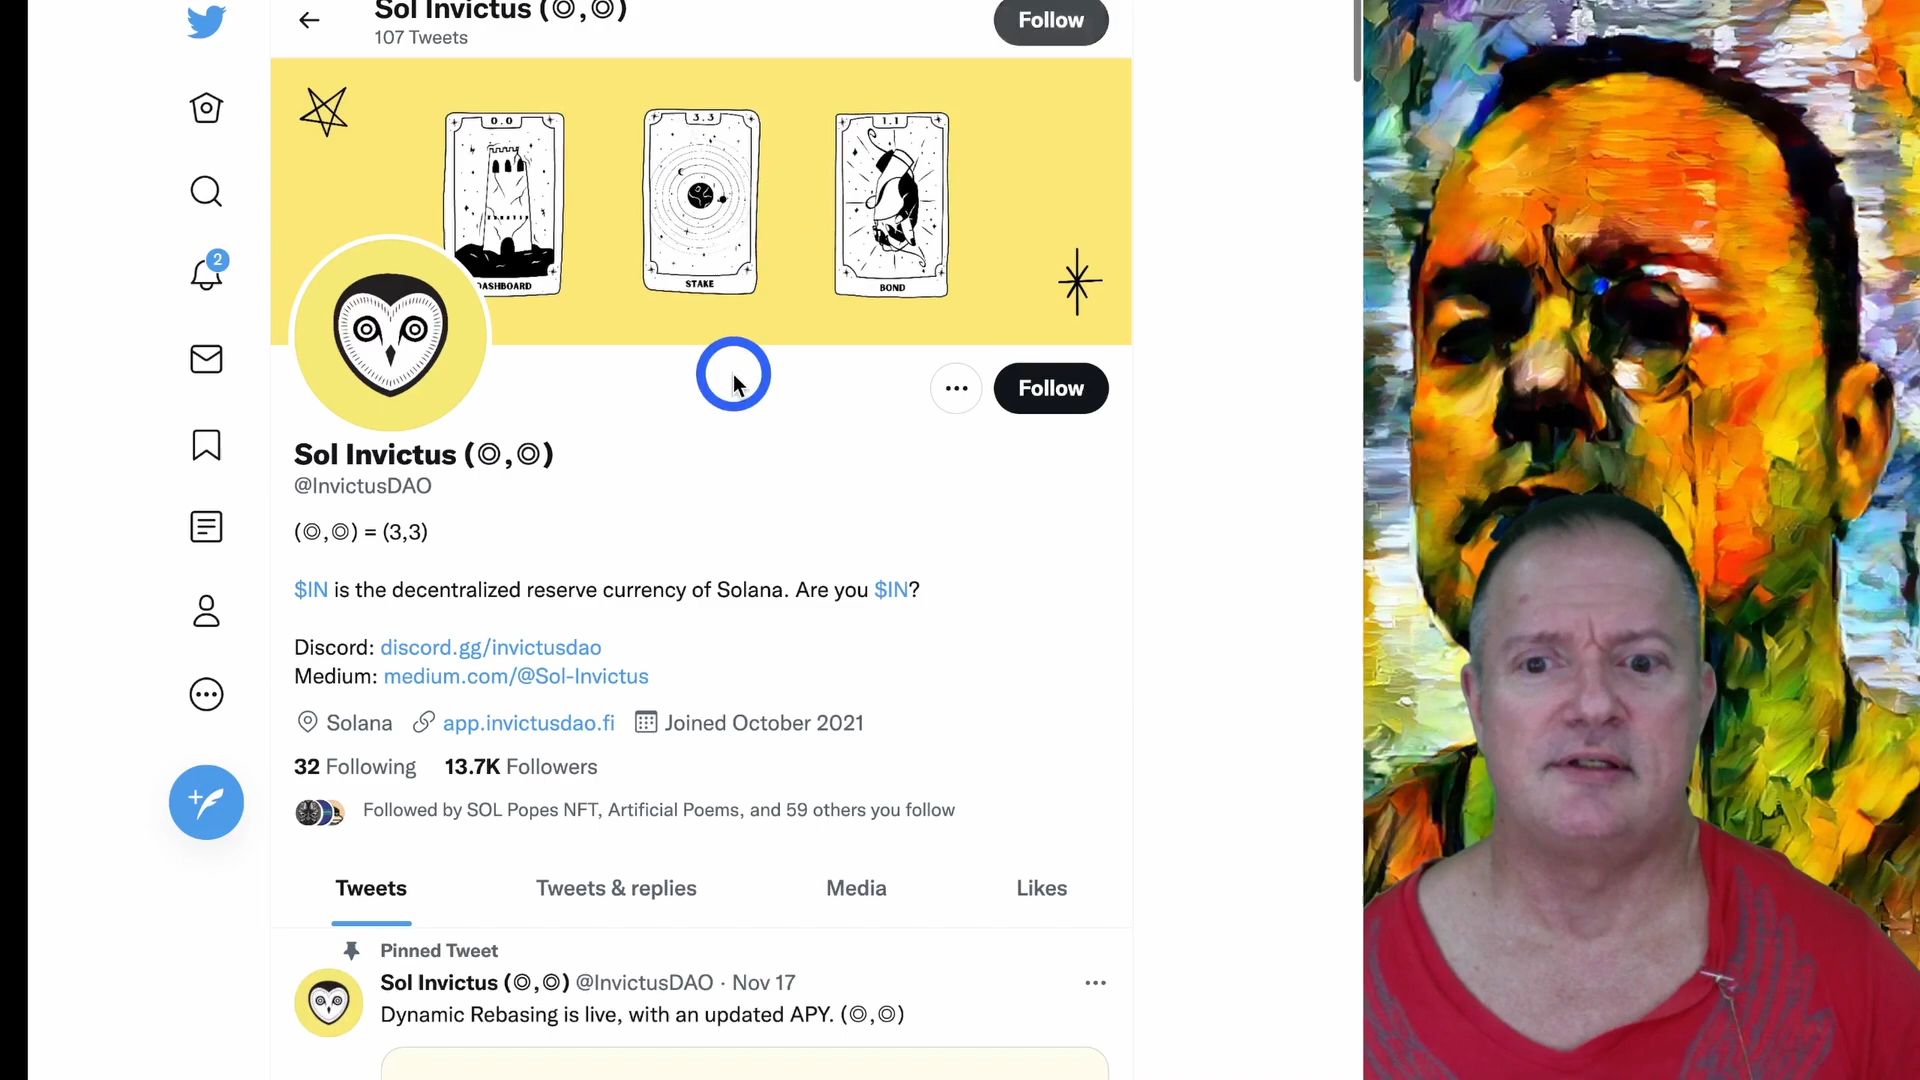 Sol Invictus (◎,◎)
107 Tweets
Follow
0.0
DASHBOARD
3.3
STAKE
1.1
BOND
2
Follow
Sol Invictus (◎,◎)
@InvictusDAO
(◎,◎) = (3,3)
$IN is the decentralized reserve currency of Solana. Are you $IN?
Discord: discord.gg/invictusdao
Medium: medium.com/@Sol-Invictus
Solana app.invictusdao.fi Joined October 2021
32 Following 13.7K Followers
Followed by SOL Popes NFT, Artificial Poems, and 59 others you follow
Tweets Tweets & replies Media Likes
Pinned Tweet
Sol Invictus (◎,◎) @InvictusDAO · Nov 17
Dynamic Rebasing is live, with an updated APY. (◎,◎)